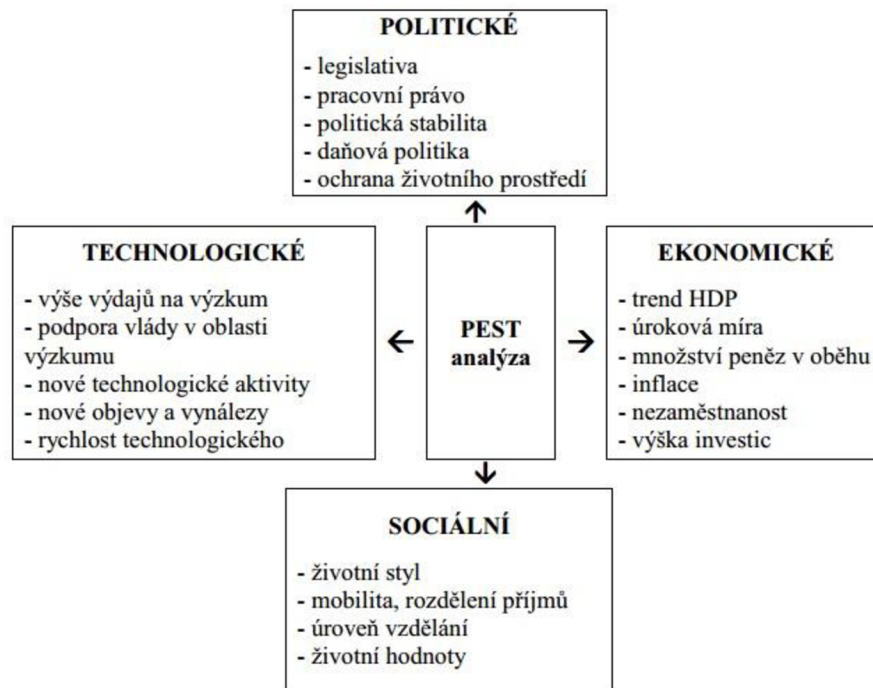 POLITICKÉ
- legislativa
- pracovní právo
- politická stabilita
- daňová politika
- ochrana životního prostředí
TECHNOLOGICKÉ
- výše výdajů na výzkum
- podpora vlády v oblasti
výzkumu
- nové technologické aktivity
- nové objevy a vynálezy
- rychlost technologického
PEST
analýza
EKONOMICKÉ
- trend HDP
- úroková míra
- množství peněz v oběhu
- inflace
- nezaměstnanost
- výška investic
SOCIÁLNÍ
- životní styl
- mobilita, rozdělení příjmů
- úroveň vzdělání
- životní hodnoty